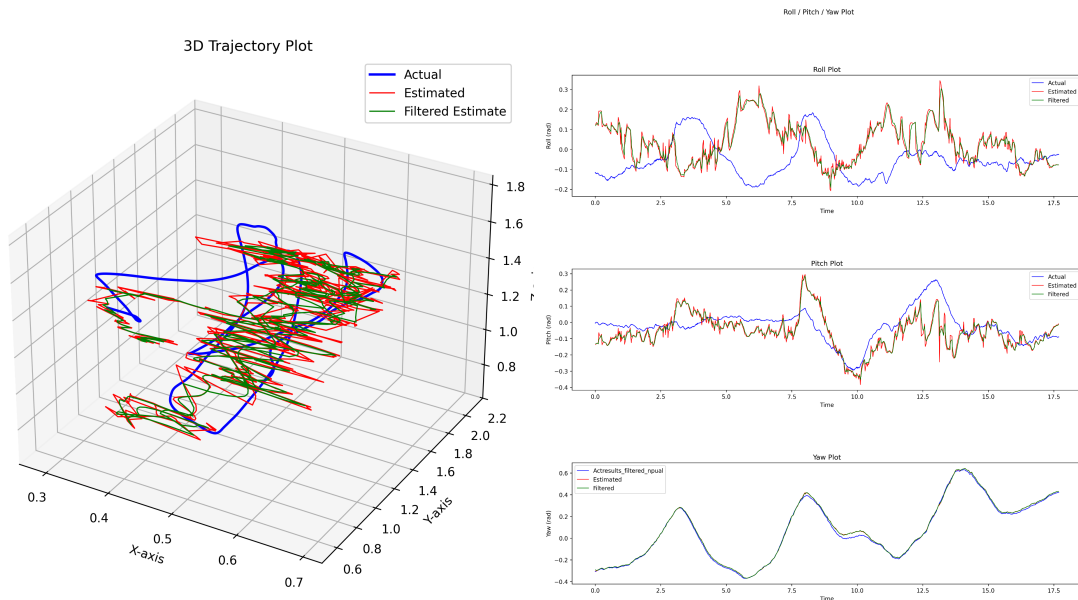 3D Trajectory Plot
Actual
Estimated
Filtered Estimate
1.8
1.6
1.4
1.2
1.0
0.8
2.2
2.0
1.8
1.6
1.4
1.2
1.0
0.8
0.6
Y-axis
0.3
0.4
0.5
0.6
0.7
X-axis
Roll / Pitch / Yaw Plot
Roll Plot
Actual
Estimated
Filtered
0.3
0.2
0.1
0.0
−0.1
−0.2
Roll (rad)
0.0 2.5 5.0 7.5 10.0 12.5 15.0 17.5
Time
Pitch Plot
Actual
Estimated
Filtered
0.3
0.2
0.1
0.0
−0.1
−0.2
−0.3
−0.4
Pitch (rad)
0.0 2.5 5.0 7.5 10.0 12.5 15.0 17.5
Time
Yaw Plot
Actresults_filtered_npual
Estimated
Filtered
0.6
0.4
0.2
0.0
−0.2
−0.4
Yaw (rad)
0.0 2.5 5.0 7.5 10.0 12.5 15.0 17.5
Time